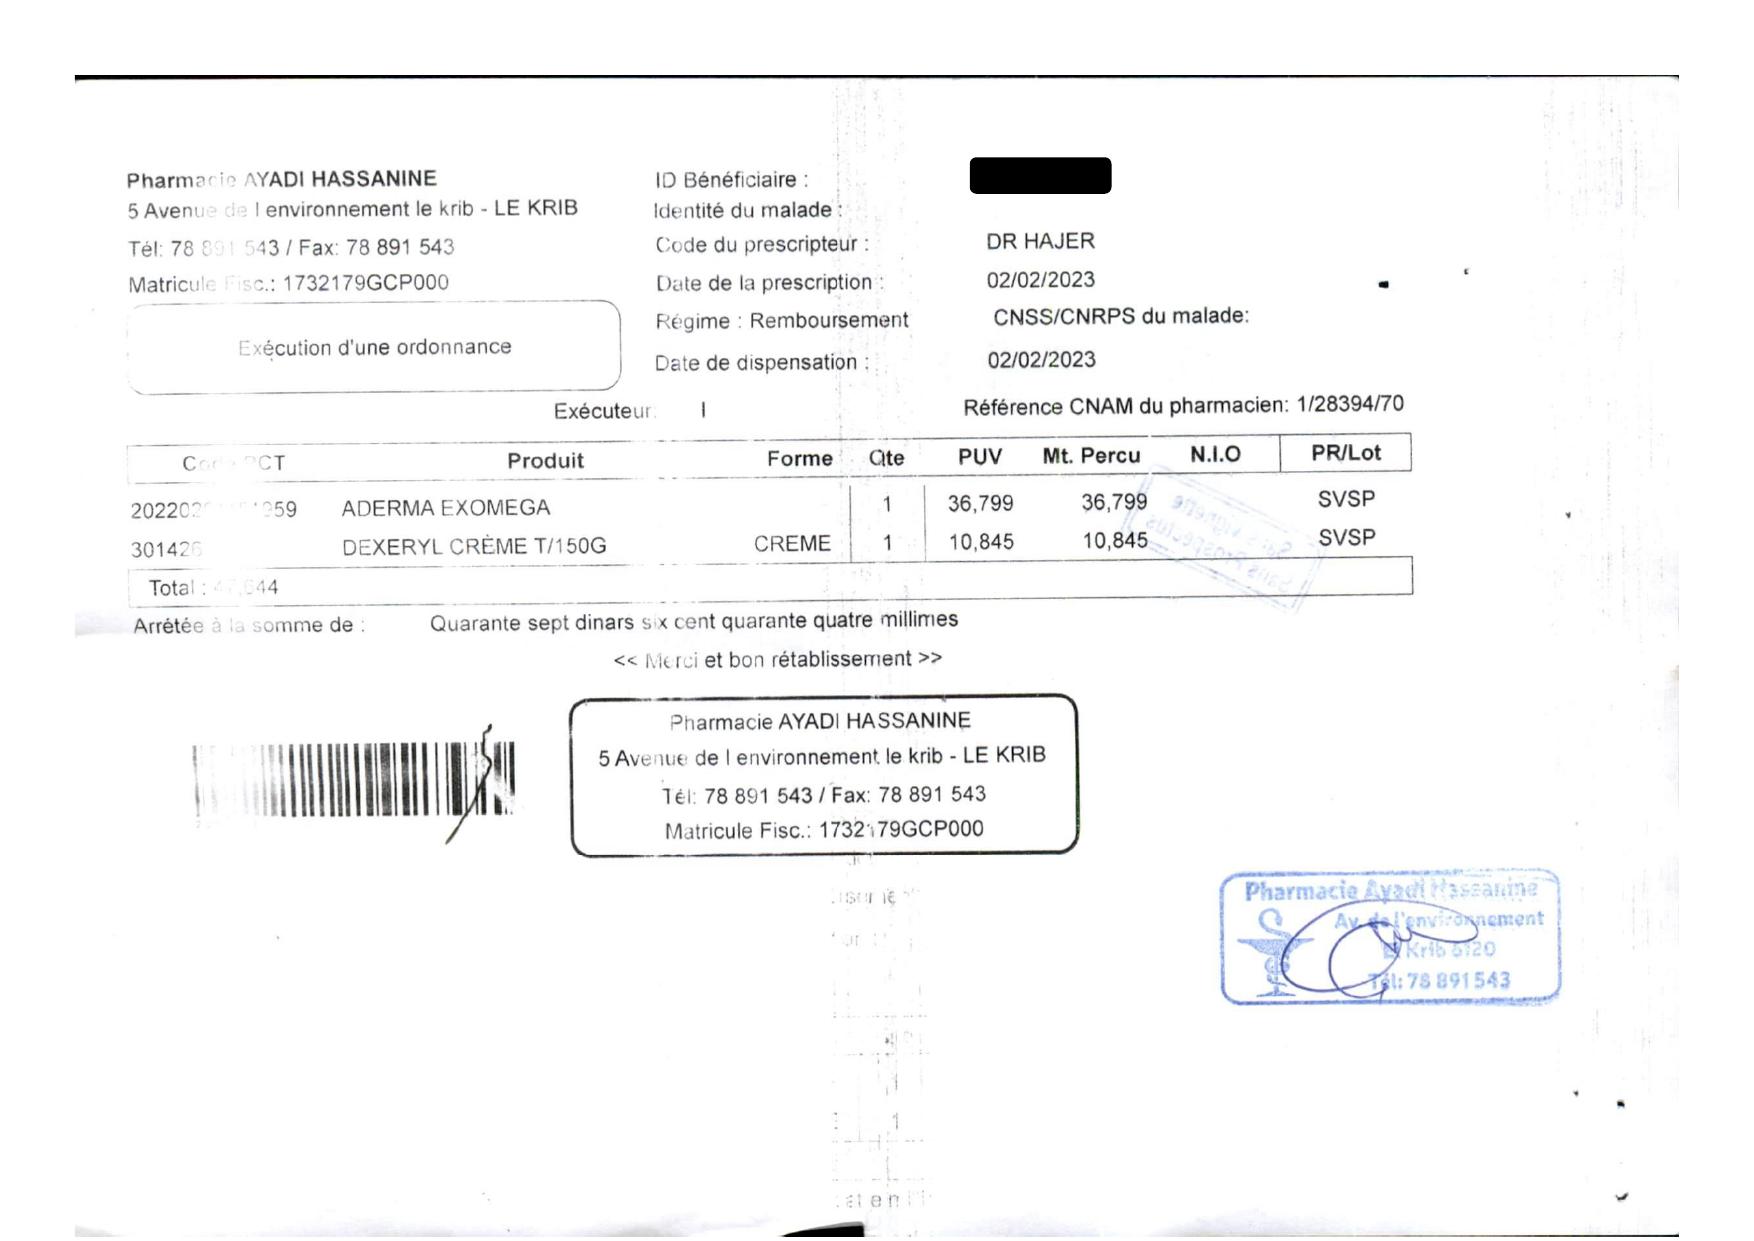 Pharmacie AYADI HASSANINE
5 Avenue de l environnement le krib - LE KRIB
Tél: 78 891 543 / Fax: 78 891 543
Matricule Fisc.: 1732179GCP000
Exécution d'une ordonnance
ID Bénéficiaire :
Identité du malade :
Code du prescripteur : DR HAJER
Date de la prescription : 02/02/2023
Régime : Remboursement CNSS/CNRPS du malade:
Date de dispensation : 02/02/2023
Exécuteur: I Référence CNAM du pharmacien: 1/28394/70
Code PCT Produit Forme Qte PUV Mt. Percu N.I.O PR/Lot
ADERMA EXOMEGA 1 36,799 36,799 SVSP
301426 DEXERYL CRÈME T/150G CREME 1 10,845 10,845 SVSP
Sans Vignette
Sans Prospectus
Total : 47,644
Arrêtée à la somme de : Quarante sept dinars six cent quarante quatre millimes
<< Merci et bon rétablissement >>
Pharmacie AYADI HASSANINE
5 Avenue de l environnement le krib - LE KRIB
Tél: 78 891 543 / Fax: 78 891 543
Matricule Fisc.: 1732179GCP000
Pharmacie Ayadi Hassanine
Av. de l'environnement
Le Krib 6120
Tél: 78 891 543